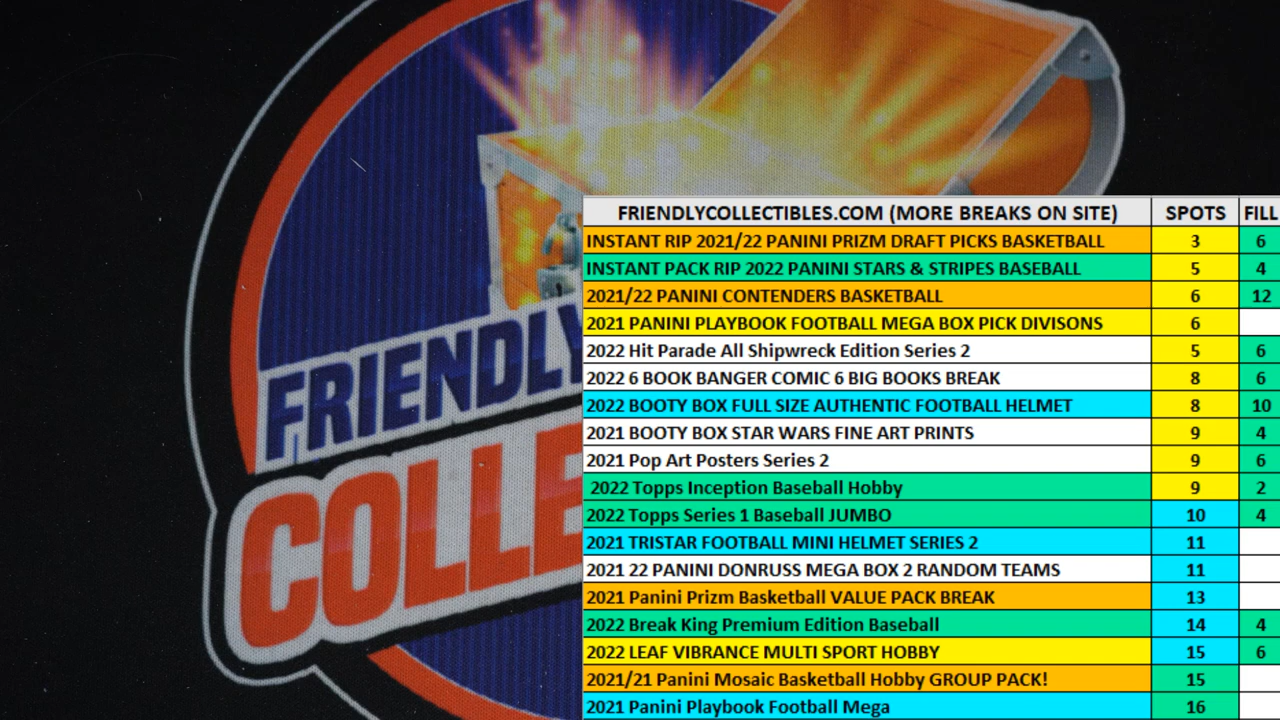 FRIENDLY
COLLE
FRIENDLYCOLLECTIBLES.COM (MORE BREAKS ON SITE) SPOTS FILL
INSTANT RIP 2021/22 PANINI PRIZM DRAFT PICKS BASKETBALL 3 6
INSTANT PACK RIP 2022 PANINI STARS & STRIPES BASEBALL 5 4
2021/22 PANINI CONTENDERS BASKETBALL 6 12
2021 PANINI PLAYBOOK FOOTBALL MEGA BOX PICK DIVISONS 6
2022 Hit Parade All Shipwreck Edition Series 2 5 6
2022 6 BOOK BANGER COMIC 6 BIG BOOKS BREAK 8 6
2022 BOOTY BOX FULL SIZE AUTHENTIC FOOTBALL HELMET 8 10
2021 BOOTY BOX STAR WARS FINE ART PRINTS 9 4
2021 Pop Art Posters Series 2 9 6
2022 Topps Inception Baseball Hobby 9 2
2022 Topps Series 1 Baseball JUMBO 10 4
2021 TRISTAR FOOTBALL MINI HELMET SERIES 2 11
2021 22 PANINI DONRUSS MEGA BOX 2 RANDOM TEAMS 11
2021 Panini Prizm Basketball VALUE PACK BREAK 13
2022 Break King Premium Edition Baseball 14 4
2022 LEAF VIBRANCE MULTI SPORT HOBBY 15 6
2021/21 Panini Mosaic Basketball Hobby GROUP PACK! 15
2021 Panini Playbook Football Mega 16